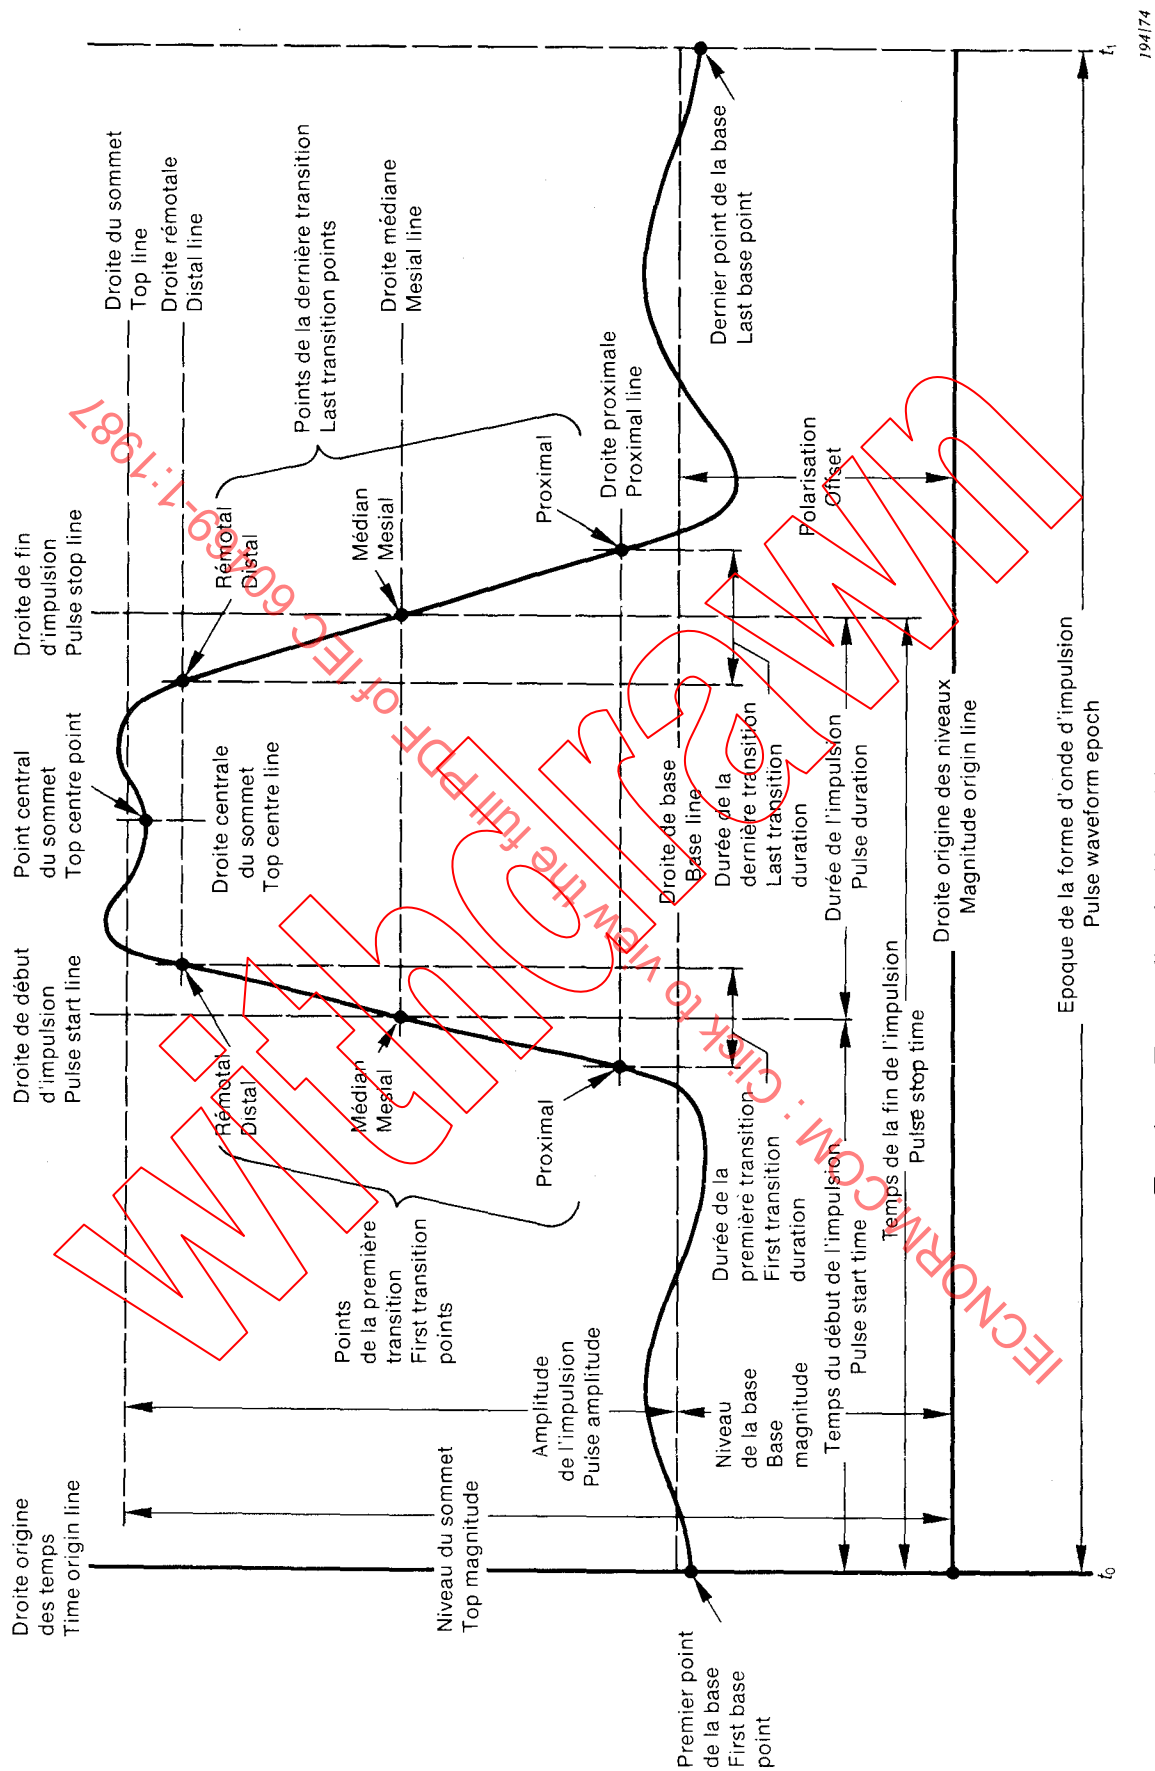 Droite origine
des temps
Time origin line
Droite de début
d'impulsion
Pulse start line
Point central
du sommet
Top centre point
Droite de fin
d'impulsion
Pulse stop line
Droite du sommet
Top line
Droite rémotale
Distal line
Rémotal
Distal
Droite centrale
du sommet
Top centre line
Rémotal
Distal
Points de la dernière transition
Last transition points
Points
de la première
transition
First transition
points
Médian
Mesial
Médian
Mesial
Droite médiane
Mesial line
Niveau du sommet
Top magnitude
Amplitude
de l'impulsion
Pulse amplitude
Proximal
Proximal
Droite proximale
Proximal line
Premier point
de la base
First base
point
Droite de base
Base line
Dernier point de la base
Last base point
Niveau
de la base
Base
magnitude
Durée de la
première transition
First transition
duration
Durée de la
dernière transition
Last transition
duration
Polarisation
Offset
Temps du début de l'impulsion
Pulse start time
Durée de l'impulsion
Pulse duration
Temps de la fin de l'impulsion
Pulse stop time
Droite origine des niveaux
Magnitude origin line
Epoque de la forme d'onde d'impulsion
Pulse waveform epoch
t0
t1
194/74
Withdrawn
IECNORM.COM : Click to view the full PDF of IEC 60469-1:1987